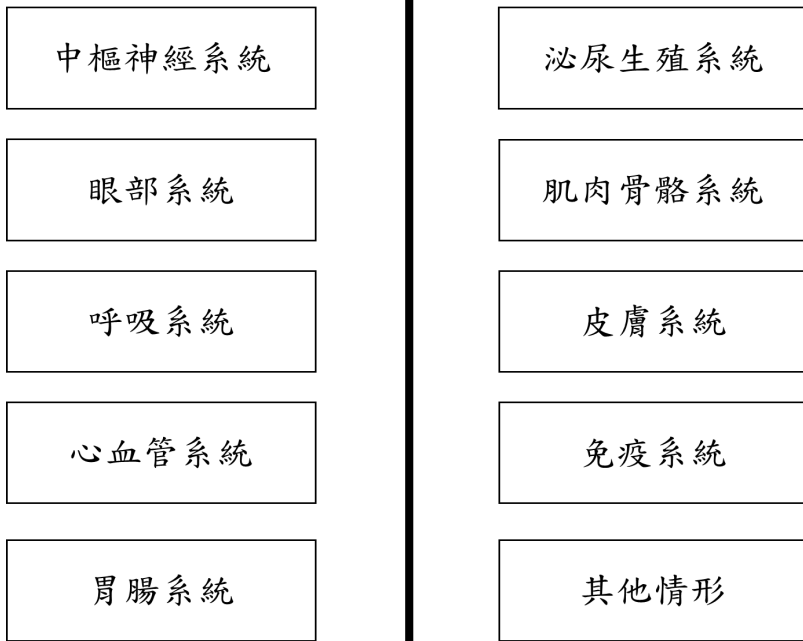 中樞神經系統
眼部系統
呼吸系統
心血管系統
胃腸系統
泌尿生殖系統
肌肉骨骼系統
皮膚系統
免疫系統
其他情形